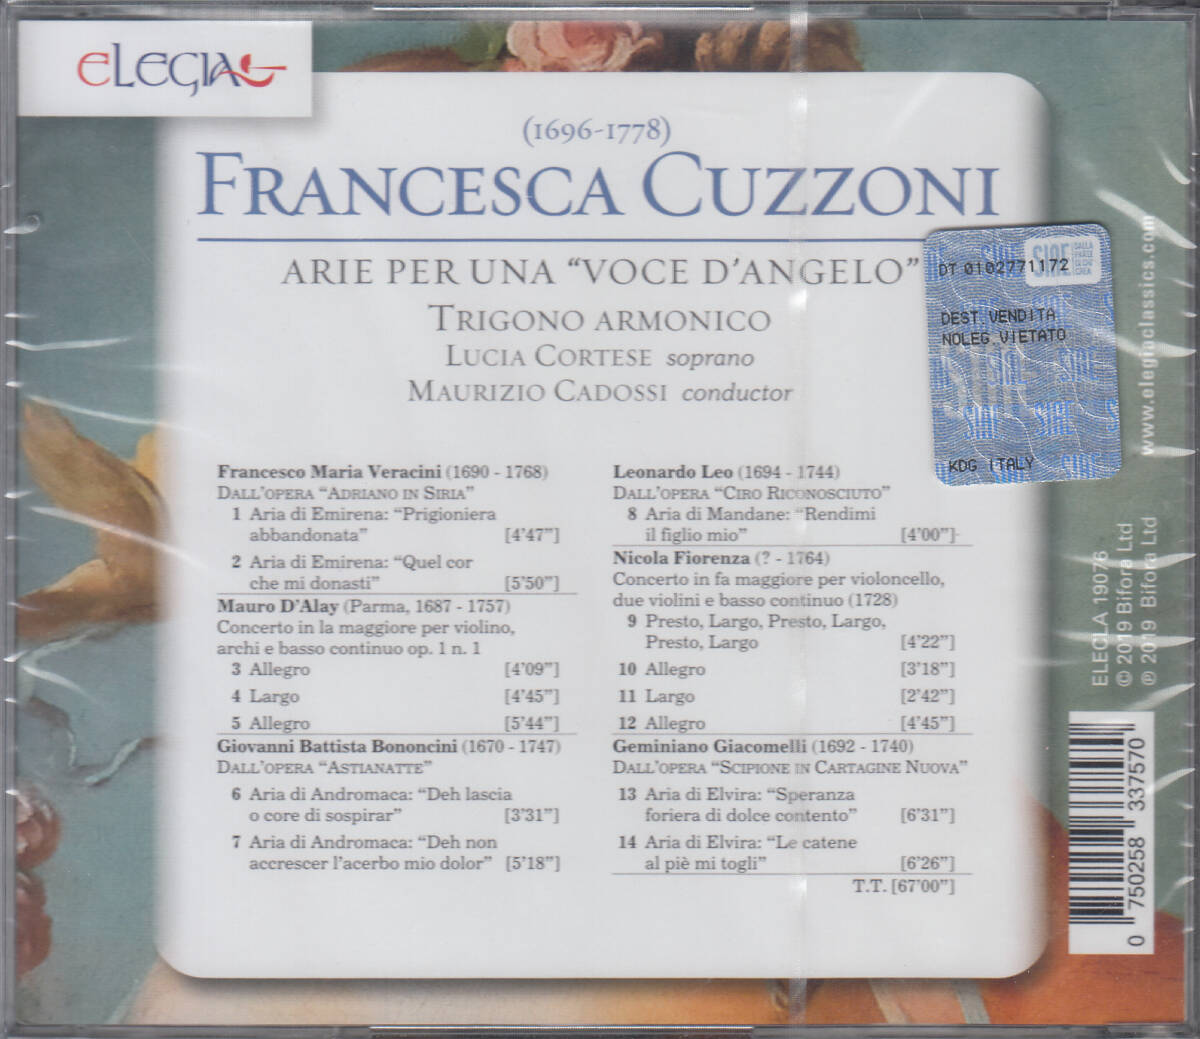 eLEGIA
(1696-1778)
FRANCESCA CUZZONI
ARIE PER UNA “VOCE D’ANGELO”
TRIGONO ARMONICO
LUCIA CORTESE soprano
MAURIZIO CADOSSI conductor
Francesco Maria Veracini (1690 - 1768)
DALL’OPERA “ADRIANO IN SIRIA”
1 Aria di Emirena: “Prigioniera
abbandonata” [4’47”]
2 Aria di Emirena: “Quel cor
che mi donasti” [5’50”]
Mauro D’Alay (Parma, 1687 - 1757)
Concerto in la maggiore per violino,
archi e basso continuo op. 1 n. 1
3 Allegro [4’09”]
4 Largo [4’45”]
5 Allegro [5’44”]
Giovanni Battista Bononcini (1670 - 1747)
DALL’OPERA “ASTIANATTE”
6 Aria di Andromaca: “Deh lascia
o core di sospirar” [3’31”]
7 Aria di Andromaca: “Deh non
accrescer l’acerbo mio dolor” [5’18”]
Leonardo Leo (1694 - 1744)
DALL’OPERA “CIRO RICONOSCIUTO”
8 Aria di Mandane: “Rendimi
il figlio mio” [4’00”]
Nicola Fiorenza (? - 1764)
Concerto in fa maggiore per violoncello,
due violini e basso continuo (1728)
9 Presto, Largo, Presto, Largo,
Presto, Largo [4’22”]
10 Allegro [3’18”]
11 Largo [2’42”]
12 Allegro [4’45”]
Geminiano Giacomelli (1692 - 1740)
DALL’OPERA “SCIPIONE IN CARTAGINE NUOVA”
13 Aria di Elvira: “Speranza
foriera di dolce contento” [6’31”]
14 Aria di Elvira: “Le catene
al piè mi togli” [6’26”]
T.T. [67’00”]
SIAE
DALLA
PARTE
DI CHI
CREA
DT 0102771172
DEST VENDITA
NOLEG.VIETATO
KDG ITALY
www.elegiaclassics.com
ELECLA 19076
© 2019 Bifora Ltd
℗ 2019 Bifora Ltd
0 750258 337570